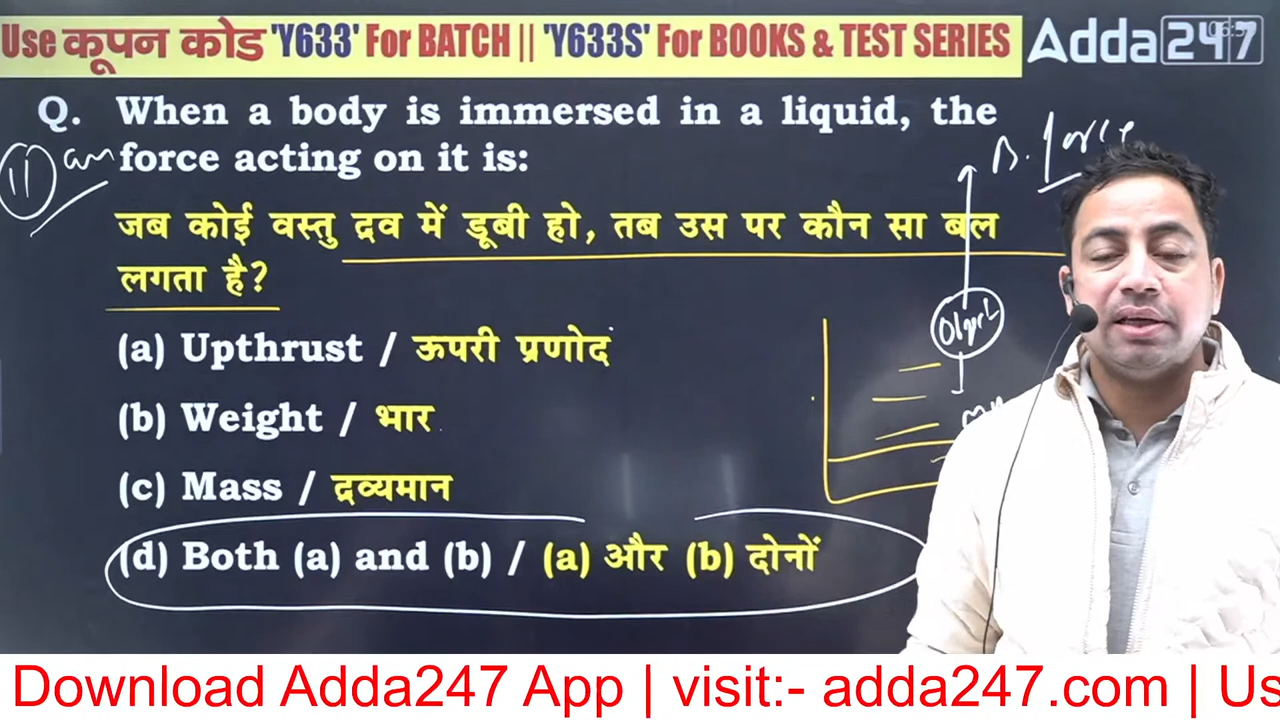 Use कूपन कोड 'Y633' For BATCH || 'Y633S' For BOOKS & TEST SERIES
Adda247
Q. When a body is immersed in a liquid, the
force acting on it is:
B. force
11
जब कोई वस्तु द्रव में डूबी हो, तब उस पर कौन सा बल
लगता है?
(a) Upthrust / ऊपरी प्रणोद
(b) Weight / भार
(c) Mass / द्रव्यमान
(d) Both (a) and (b) / (a) और (b) दोनों
Download Adda247 App | visit:- adda247.com | Us